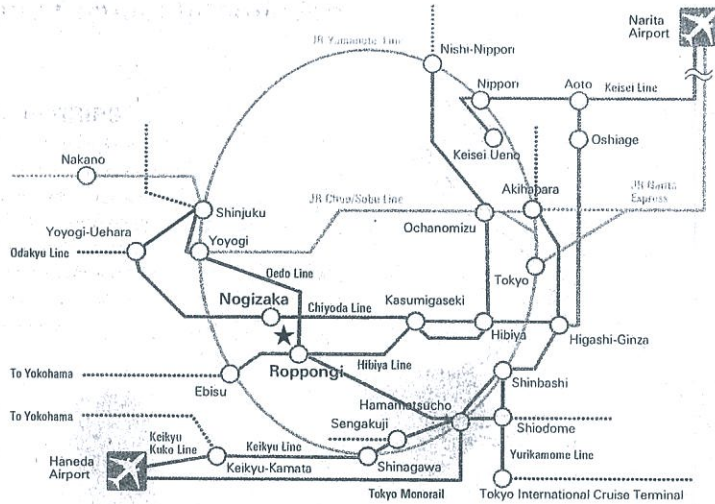 Narita
Airport
JR Yamanote Line
Nishi-Nippori
Nippori
Aoto
Keisei Line
Keisei Ueno
Oshiage
Nakano
Akihabara
JR Narita
Express
Shinjuku
JR Chuo/Sobu Line
Ochanomizu
Yoyogi-Uehara
Yoyogi
Odakyu Line
Oedo Line
Tokyo
Nogizaka
Chiyoda Line
Kasumigaseki
Hibiya
Higashi-Ginza
Roppongi
Hibiya Line
To Yokohama
Ebisu
Shinbashi
Hamamatsucho
To Yokohama
Sengakuji
Shiodome
Keikyu
Kuko Line
Keikyu Line
Yurikamome Line
Haneda
Airport
Keikyu-Kamata
Shinagawa
Tokyo Monorail
Tokyo International Cruise Terminal